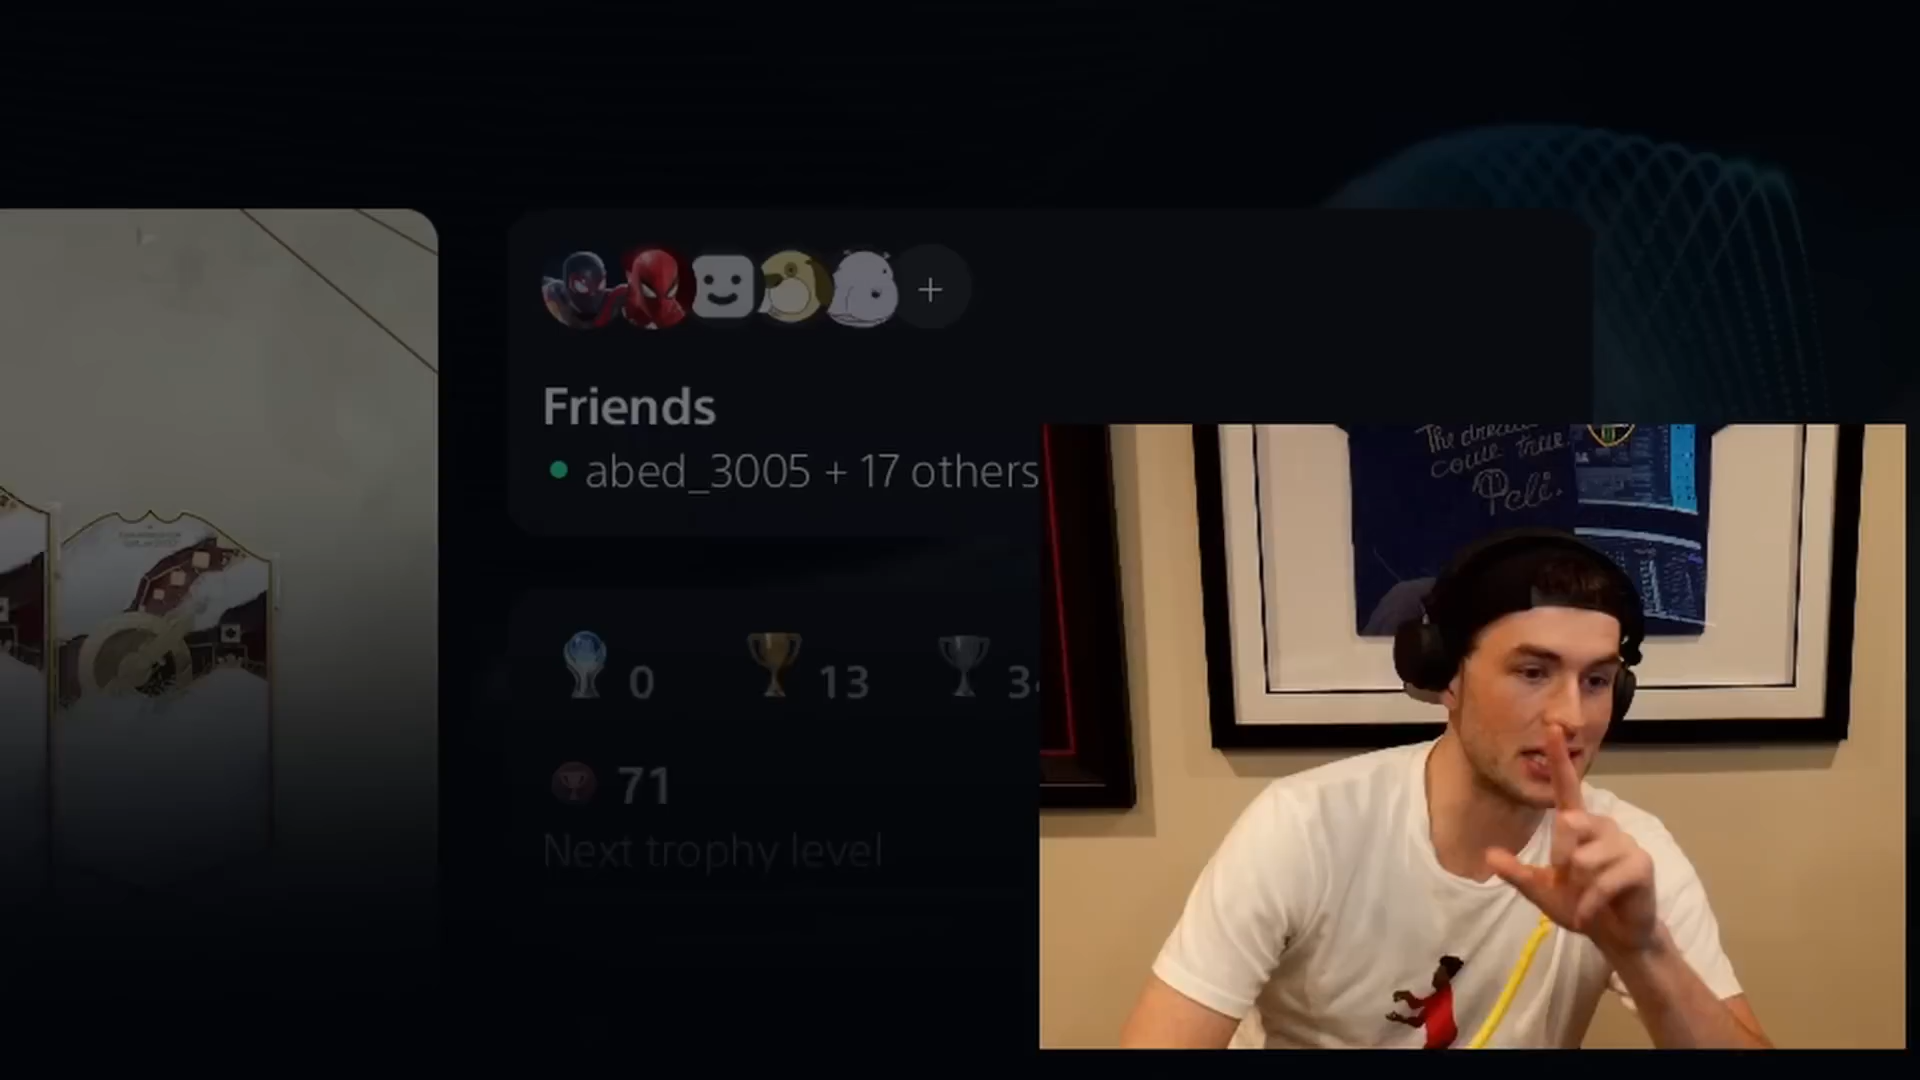 +
Friends
abed_3005 + 17 others
The dream
come true.
Pelé.
0
13
71
Next trophy level